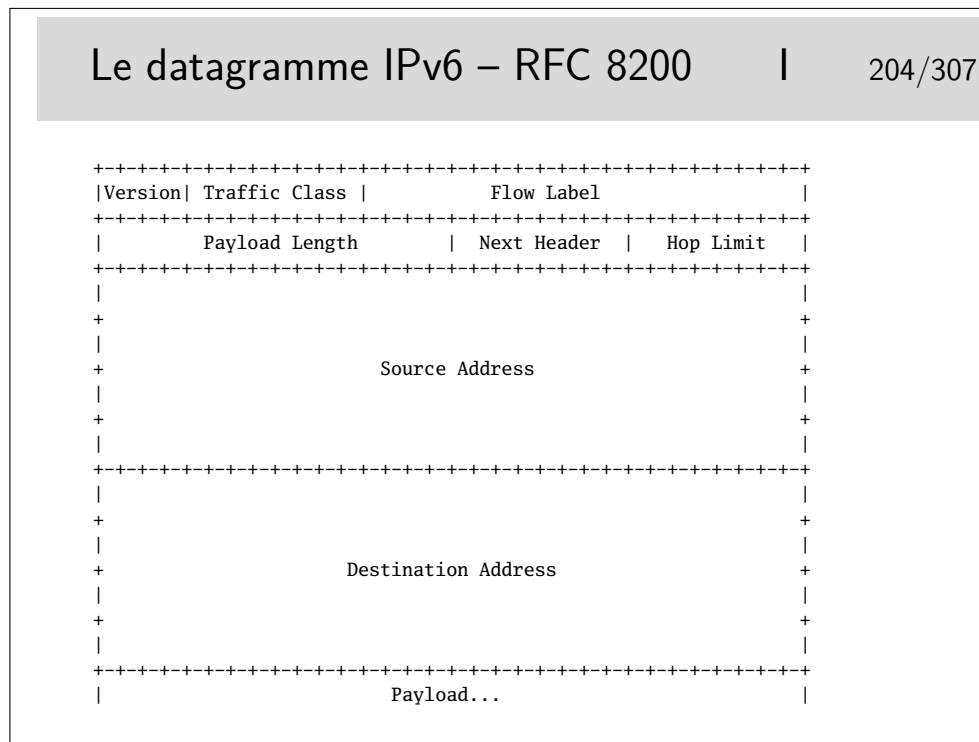 Le datagramme IPv6 – RFC 8200 I 204/307
+-+-+-+-+-+-+-+-+-+-+-+-+-+-+-+-+-+-+-+-+-+-+-+-+-+-+-+-+-+-+-+-+
|Version| Traffic Class |           Flow Label                  |
+-+-+-+-+-+-+-+-+-+-+-+-+-+-+-+-+-+-+-+-+-+-+-+-+-+-+-+-+-+-+-+-+
|         Payload Length        |  Next Header  |   Hop Limit   |
+-+-+-+-+-+-+-+-+-+-+-+-+-+-+-+-+-+-+-+-+-+-+-+-+-+-+-+-+-+-+-+-+
|                                                               |
+                                                               +
|                                                               |
+                         Source Address                        +
|                                                               |
+                                                               +
|                                                               |
+-+-+-+-+-+-+-+-+-+-+-+-+-+-+-+-+-+-+-+-+-+-+-+-+-+-+-+-+-+-+-+-+
|                                                               |
+                                                               +
|                                                               |
+                      Destination Address                      +
|                                                               |
+                                                               +
|                                                               |
+-+-+-+-+-+-+-+-+-+-+-+-+-+-+-+-+-+-+-+-+-+-+-+-+-+-+-+-+-+-+-+-+
|                          Payload...                           |